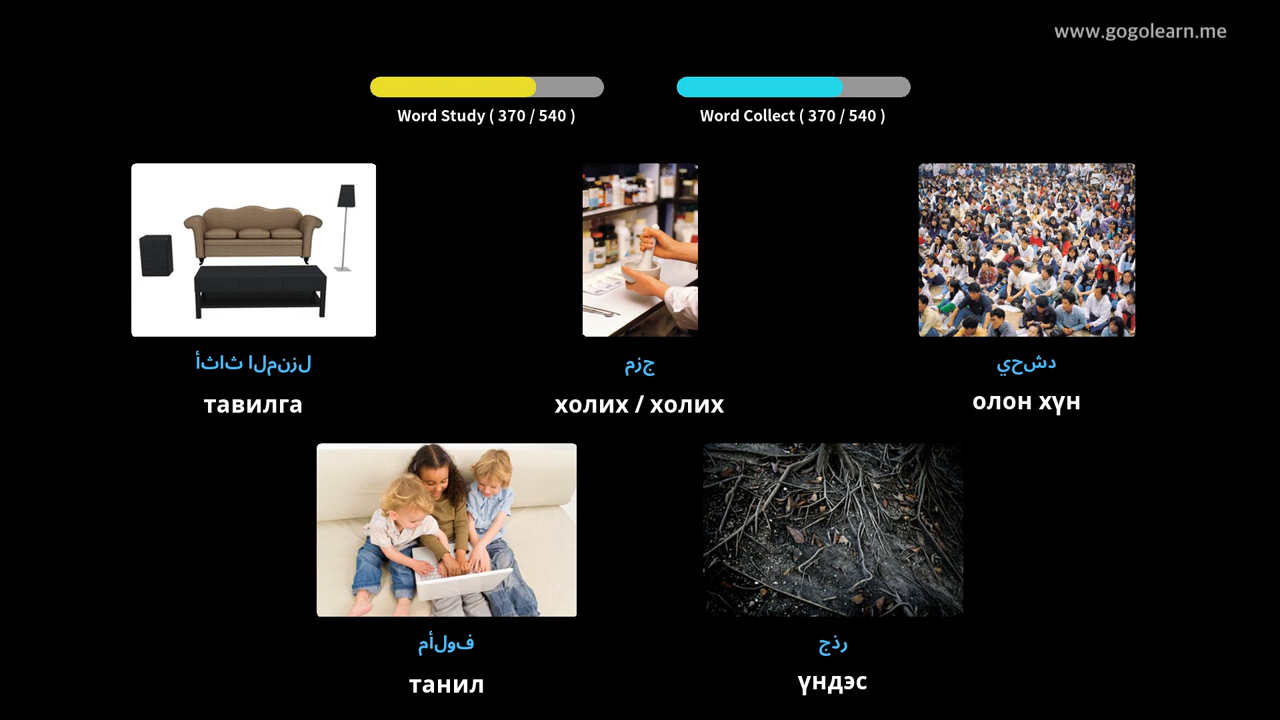 www.gogolearn.me
Word Study ( 370 / 540 )
Word Collect ( 370 / 540 )
أثاث المنزل
тавилга
مزج
холих / холих
يحشد
олон хүн
مألوف
танил
جذر
үндэс